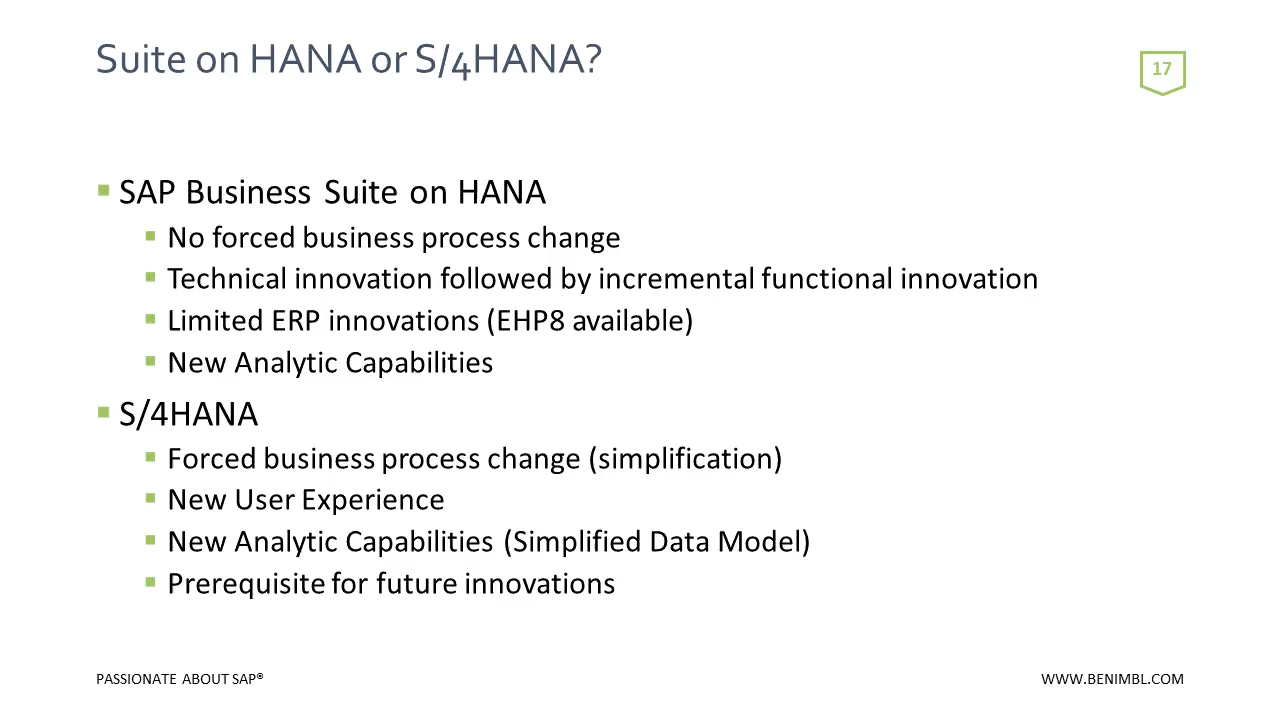 Suite on HANA or S/4HANA?
17
SAP Business Suite on HANA
No forced business process change
Technical innovation followed by incremental functional innovation
Limited ERP innovations (EHP8 available)
New Analytic Capabilities
S/4HANA
Forced business process change (simplification)
New User Experience
New Analytic Capabilities (Simplified Data Model)
Prerequisite for future innovations
PASSIONATE ABOUT SAP®
WWW.BENIMBL.COM